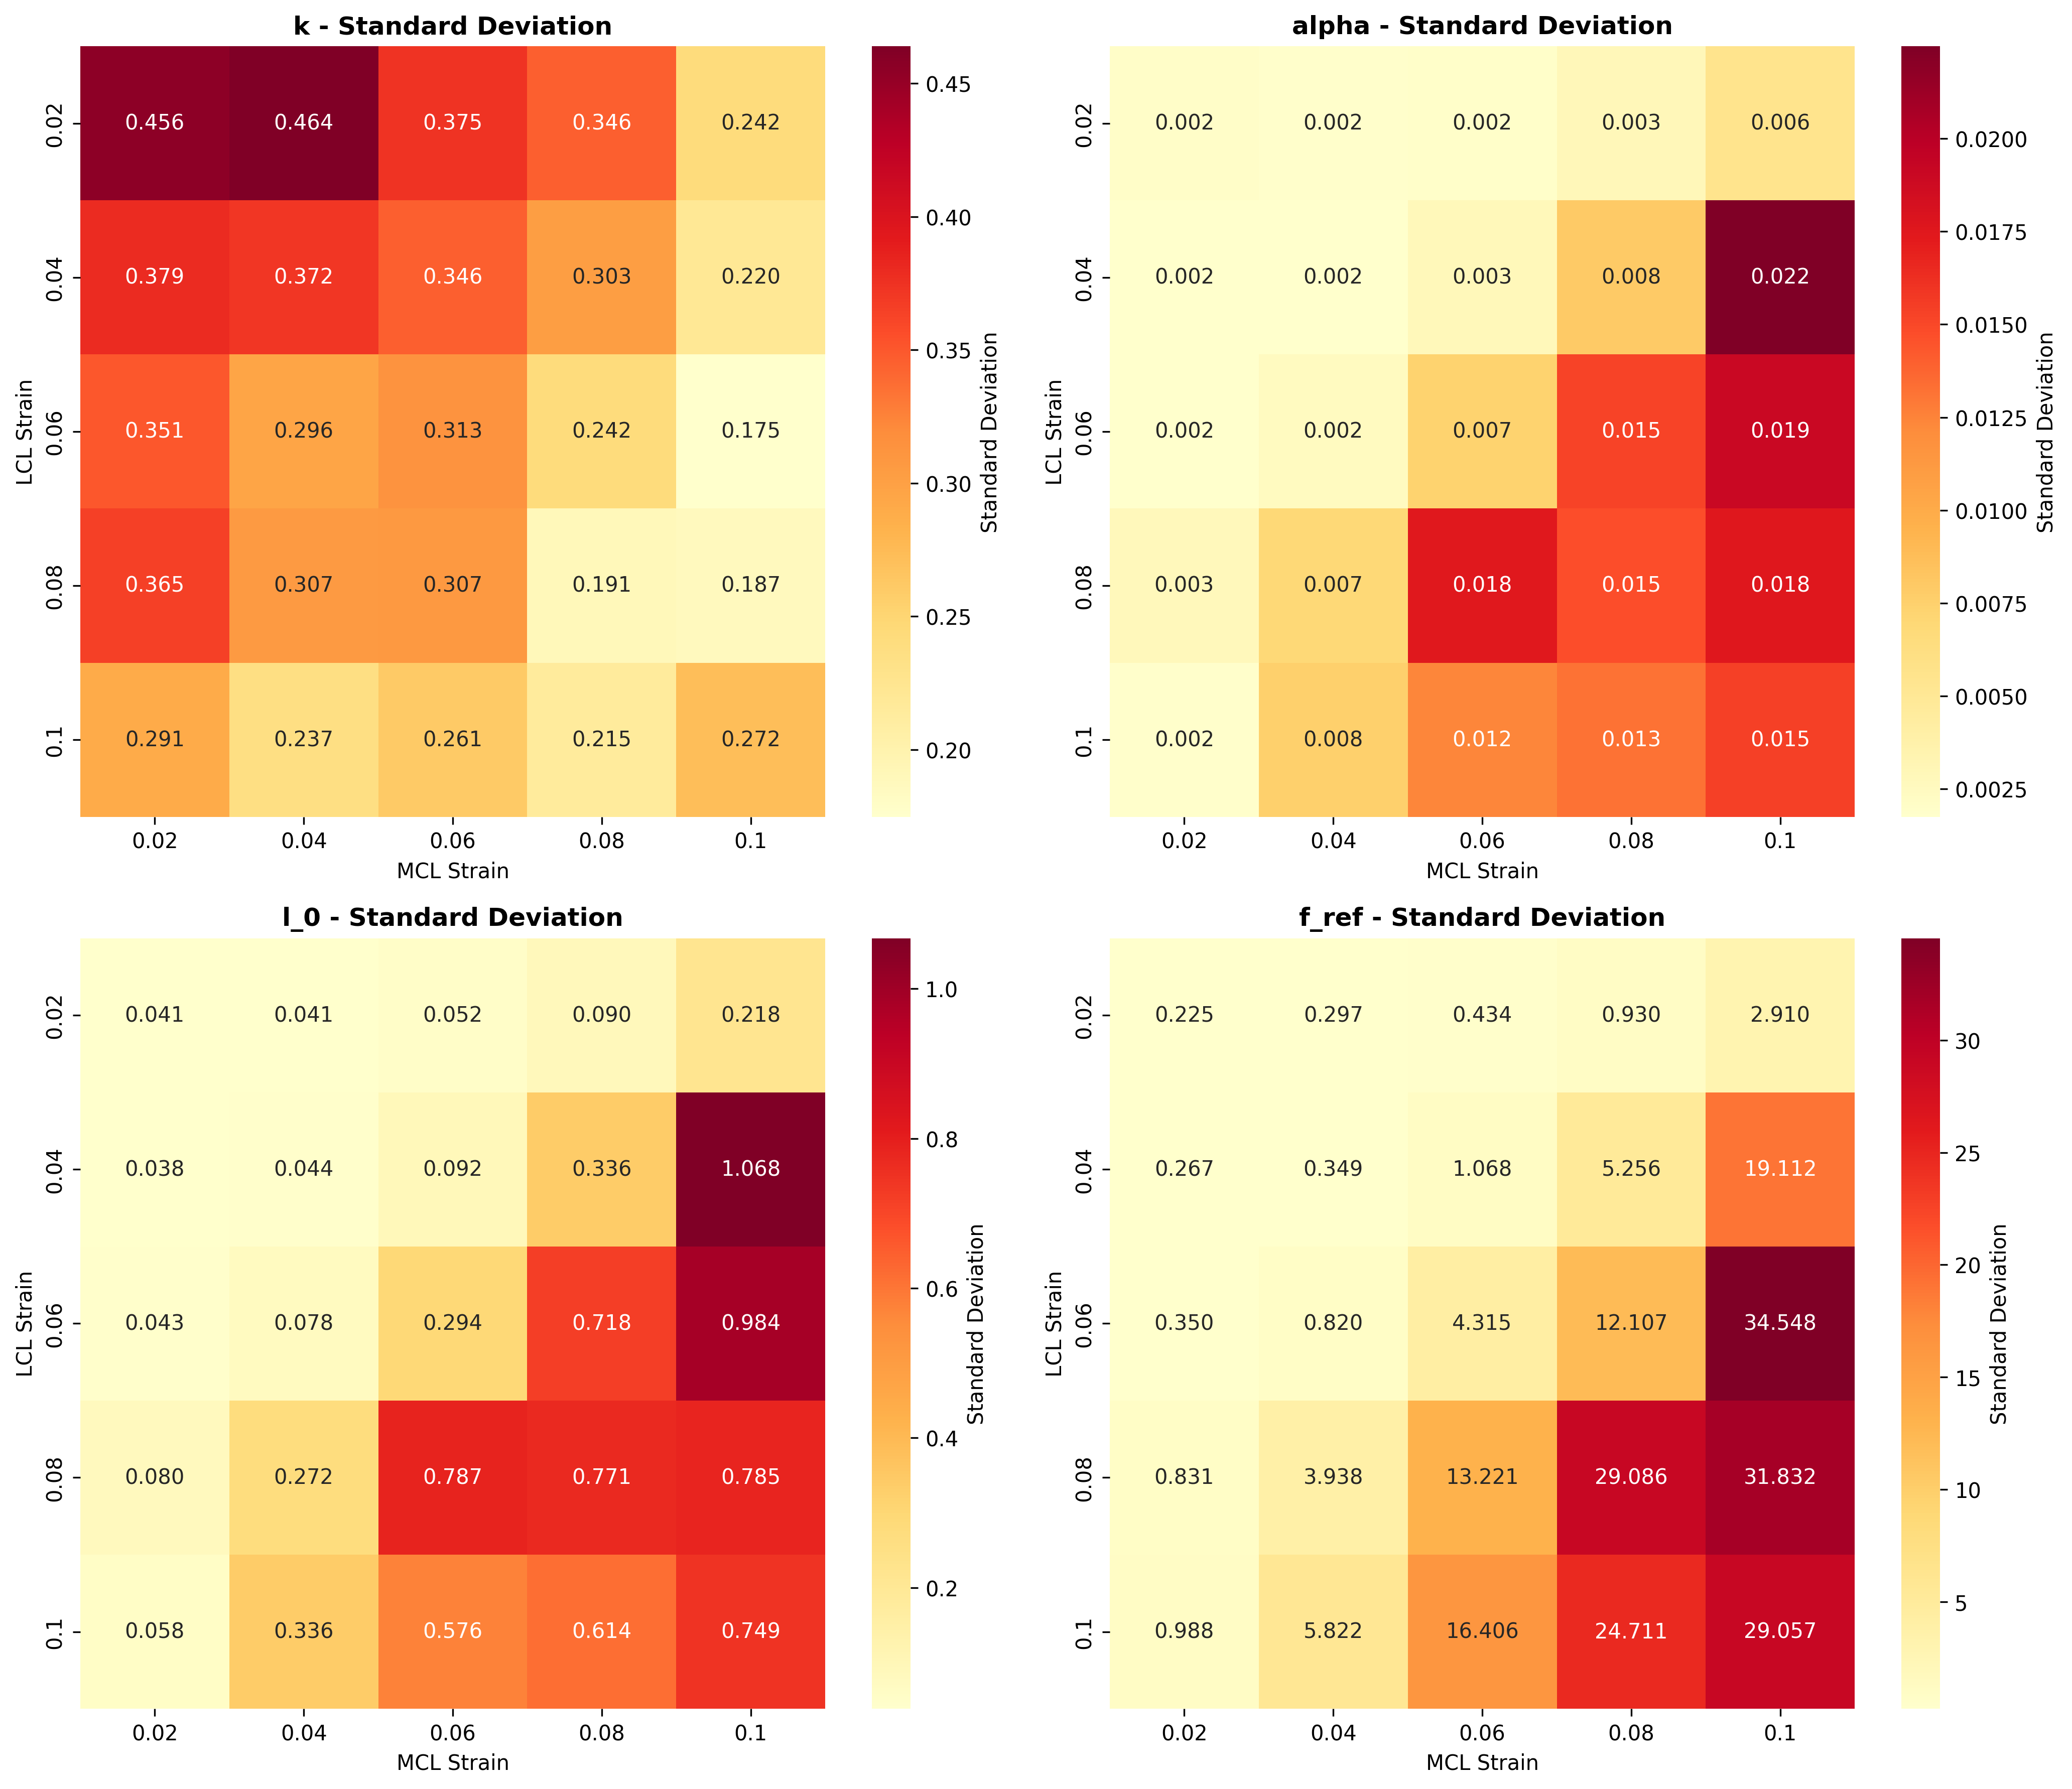 k - Standard Deviation
0.02 0.456 0.464 0.375 0.346 0.242
0.04 0.379 0.372 0.346 0.303 0.220
0.06 0.351 0.296 0.313 0.242 0.175
0.08 0.365 0.307 0.307 0.191 0.187
0.1 0.291 0.237 0.261 0.215 0.272
0.02 0.04 0.06 0.08 0.1
MCL Strain
LCL Strain
0.45
0.40
0.35
0.30
0.25
0.20
Standard Deviation
alpha - Standard Deviation
0.02 0.002 0.002 0.002 0.003 0.006
0.04 0.002 0.002 0.003 0.008 0.022
0.06 0.002 0.002 0.007 0.015 0.019
0.08 0.003 0.007 0.018 0.015 0.018
0.1 0.002 0.008 0.012 0.013 0.015
0.02 0.04 0.06 0.08 0.1
MCL Strain
LCL Strain
0.0200
0.0175
0.0150
0.0125
0.0100
0.0075
0.0050
0.0025
Standard Deviation
l_0 - Standard Deviation
0.02 0.041 0.041 0.052 0.090 0.218
0.04 0.038 0.044 0.092 0.336 1.068
0.06 0.043 0.078 0.294 0.718 0.984
0.08 0.080 0.272 0.787 0.771 0.785
0.1 0.058 0.336 0.576 0.614 0.749
0.02 0.04 0.06 0.08 0.1
MCL Strain
LCL Strain
1.0
0.8
0.6
0.4
0.2
Standard Deviation
f_ref - Standard Deviation
0.02 0.225 0.297 0.434 0.930 2.910
0.04 0.267 0.349 1.068 5.256 19.112
0.06 0.350 0.820 4.315 12.107 34.548
0.08 0.831 3.938 13.221 29.086 31.832
0.1 0.988 5.822 16.406 24.711 29.057
0.02 0.04 0.06 0.08 0.1
MCL Strain
LCL Strain
30
25
20
15
10
5
Standard Deviation